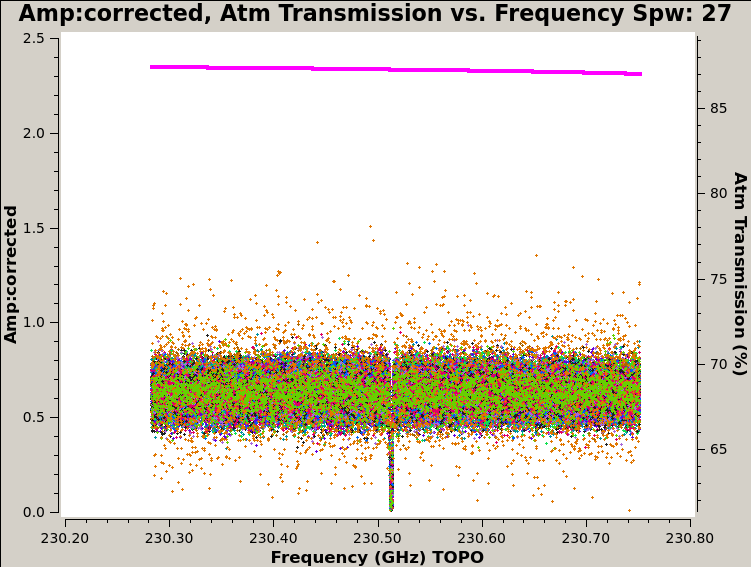 Amp:corrected, Atm Transmission vs. Frequency Spw: 27
2.5
2.0
1.5
1.0
0.5
0.0
Amp:corrected
85
80
75
70
65
Atm Transmission (%)
230.20 230.30 230.40 230.50 230.60 230.70 230.80
Frequency (GHz) TOPO